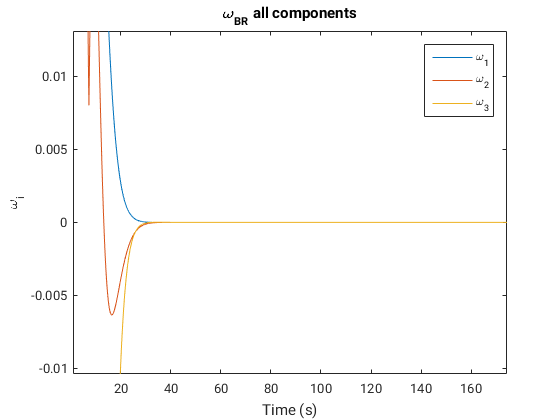 ω_BR all components
0.01
0.005
0
-0.005
-0.01
ω_i
20 40 60 80 100 120 140 160
Time (s)
ω_1
ω_2
ω_3